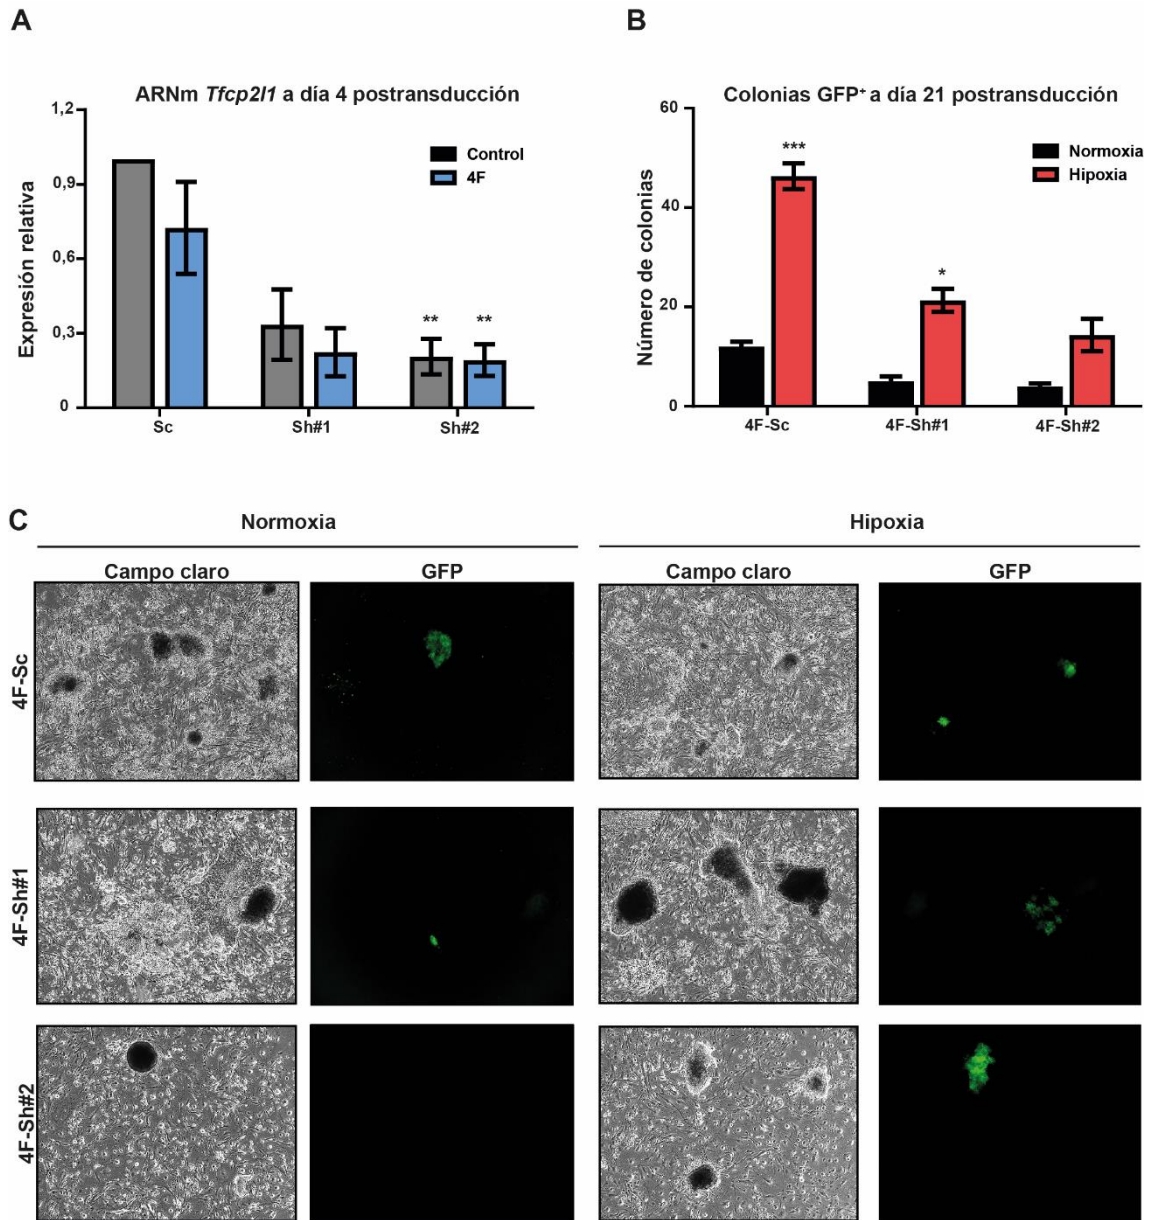 A
ARNm Tfcp2l1 a día 4 postransducción
Expresión relativa
1,2
0,9
0,6
0,3
0
Control
4F
** **
Sc Sh#1 Sh#2
B
Colonias GFP+ a día 21 postransducción
Número de colonias
60
40
20
0
Normoxia
Hipoxia
***
*
4F-Sc 4F-Sh#1 4F-Sh#2
C
Normoxia Hipoxia
Campo claro GFP Campo claro GFP
4F-Sc
4F-Sh#1
4F-Sh#2